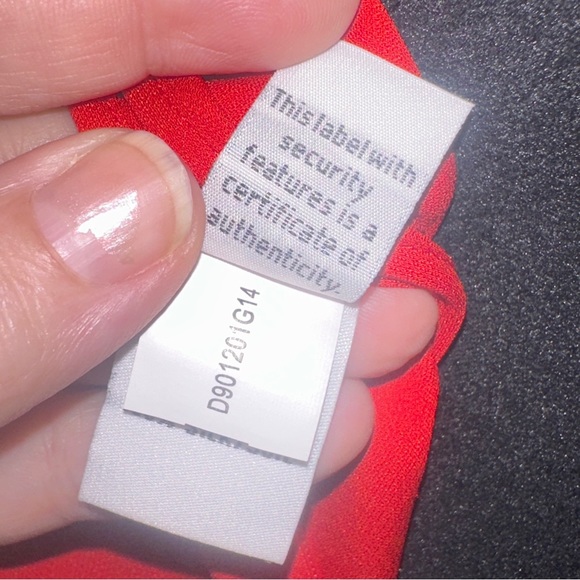 This label with
security
features is a
certificate of
authenticity.
D901201G14